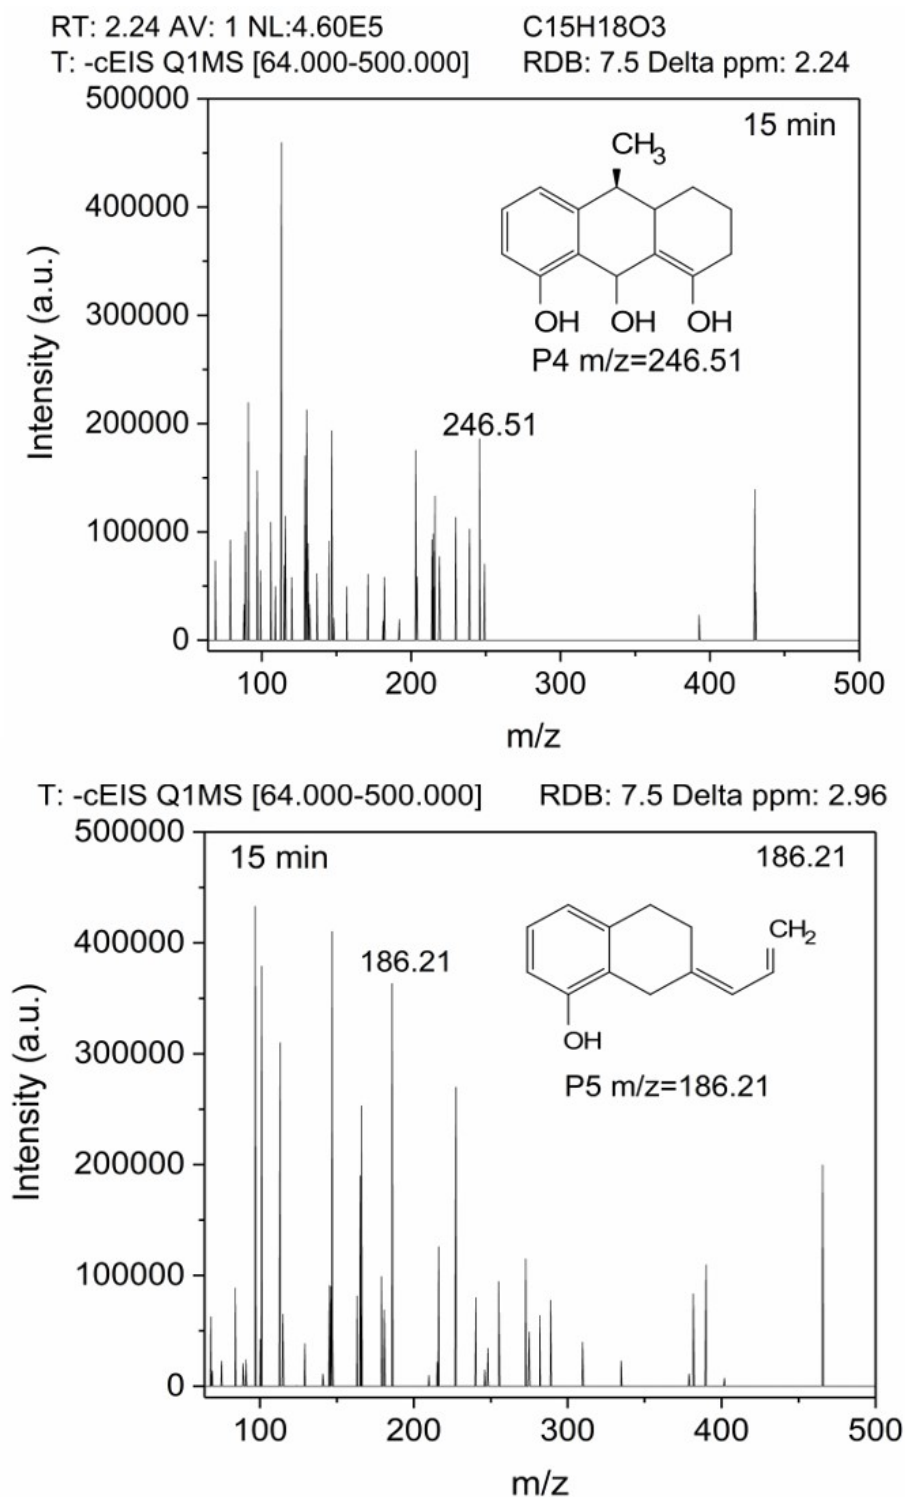 RT: 2.24 AV: 1 NL:4.60E5 C15H18O3
T: -cEIS Q1MS [64.000-500.000] RDB: 7.5 Delta ppm: 2.24
500000
15 min
CH3
400000
300000
OH OH OH
P4 m/z=246.51
200000
246.51
100000
0
Intensity (a.u.)
100 200 300 400 500
m/z
T: -cEIS Q1MS [64.000-500.000] RDB: 7.5 Delta ppm: 2.96
500000
15 min 186.21
400000
CH2
186.21
OH
300000
P5 m/z=186.21
200000
100000
0
Intensity (a.u.)
100 200 300 400 500
m/z